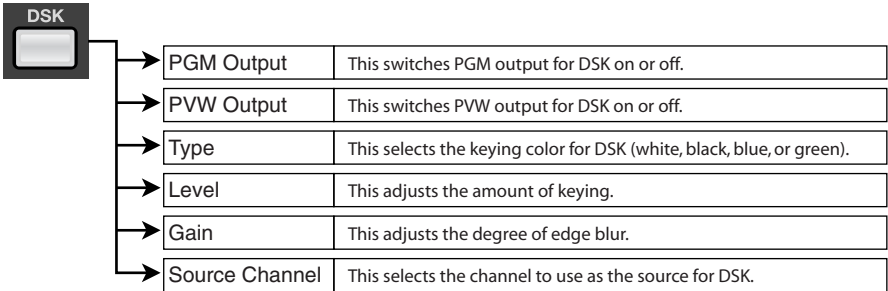 DSK
PGM Output This switches PGM output for DSK on or off.
PVW Output This switches PVW output for DSK on or off.
Type This selects the keying color for DSK (white, black, blue, or green).
Level This adjusts the amount of keying.
Gain This adjusts the degree of edge blur.
Source Channel This selects the channel to use as the source for DSK.